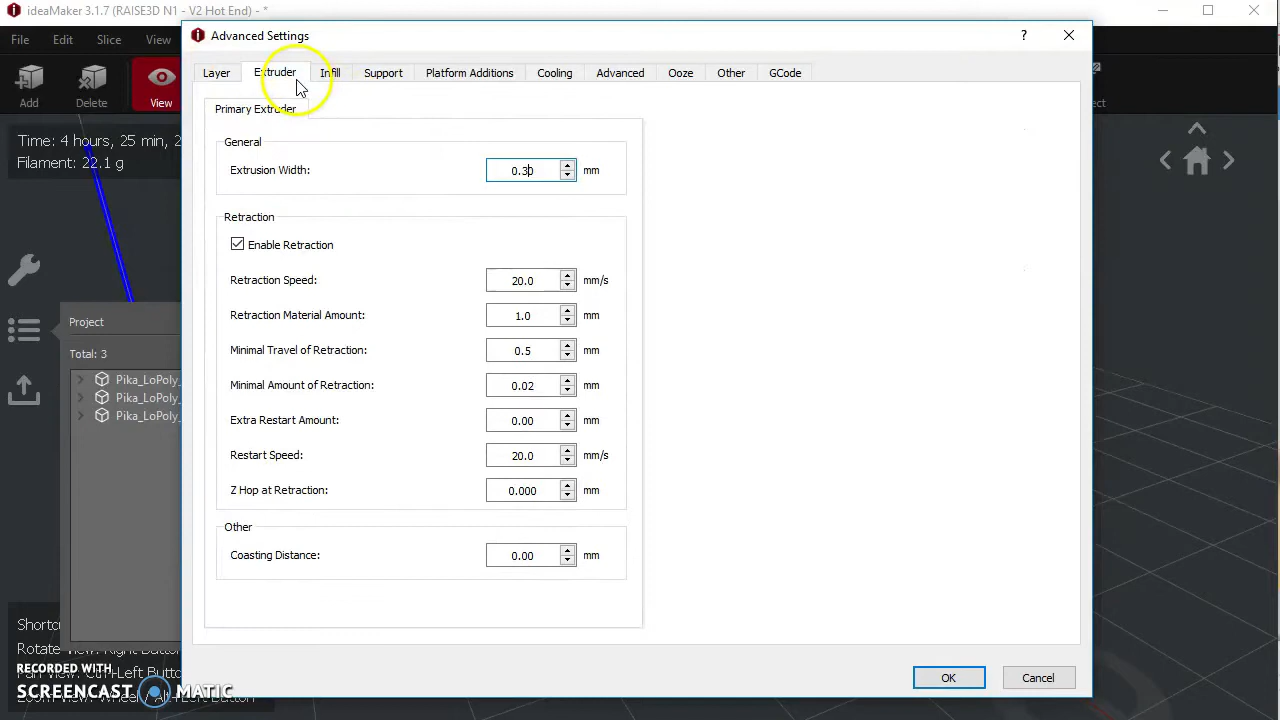 ideaMaker 3.1.7 (RAISE3D N1 - V2 Hot End) - *
File Edit Slice View
Add Delete View
Time: 4 hours, 25 min, 2
Filament: 22.1 g
Project
Total: 3
Pika_LoPoly_
Pika_LoPoly_
Pika_LoPoly_
Advanced Settings
?
Layer Extruder Infill Support Platform Additions Cooling Advanced Ooze Other GCode
Primary Extruder
General
Extrusion Width: 0.30 mm
Retraction
Enable Retraction
Retraction Speed: 20.0 mm/s
Retraction Material Amount: 1.0 mm
Minimal Travel of Retraction: 0.5 mm
Minimal Amount of Retraction: 0.02 mm
Extra Restart Amount: 0.00 mm
Restart Speed: 20.0 mm/s
Z Hop at Retraction: 0.000 mm
Other
Coasting Distance: 0.00 mm
OK Cancel
ect
Shortc
Rotate View: Right Button
RECORDED WITH
SCREENCAST MATIC